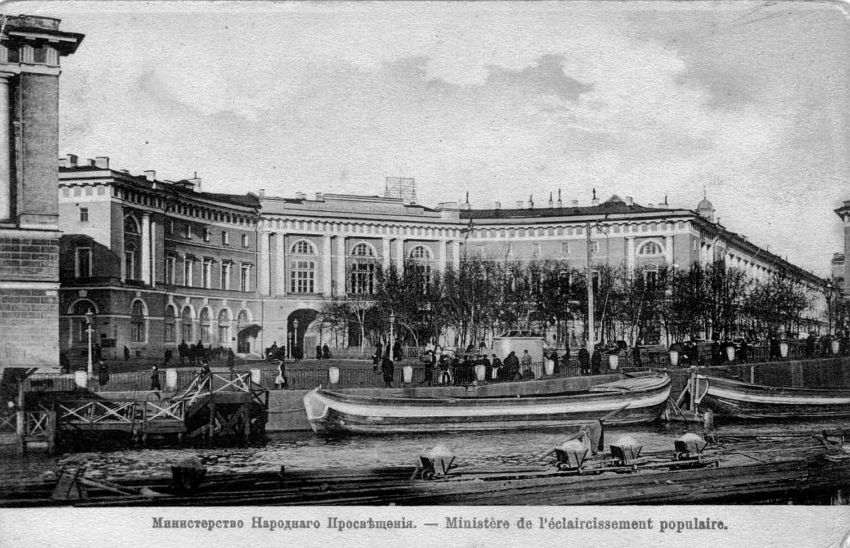 Министерство Народнаго Просвѣщенія. — Ministère de l'éclaircissement populaire.